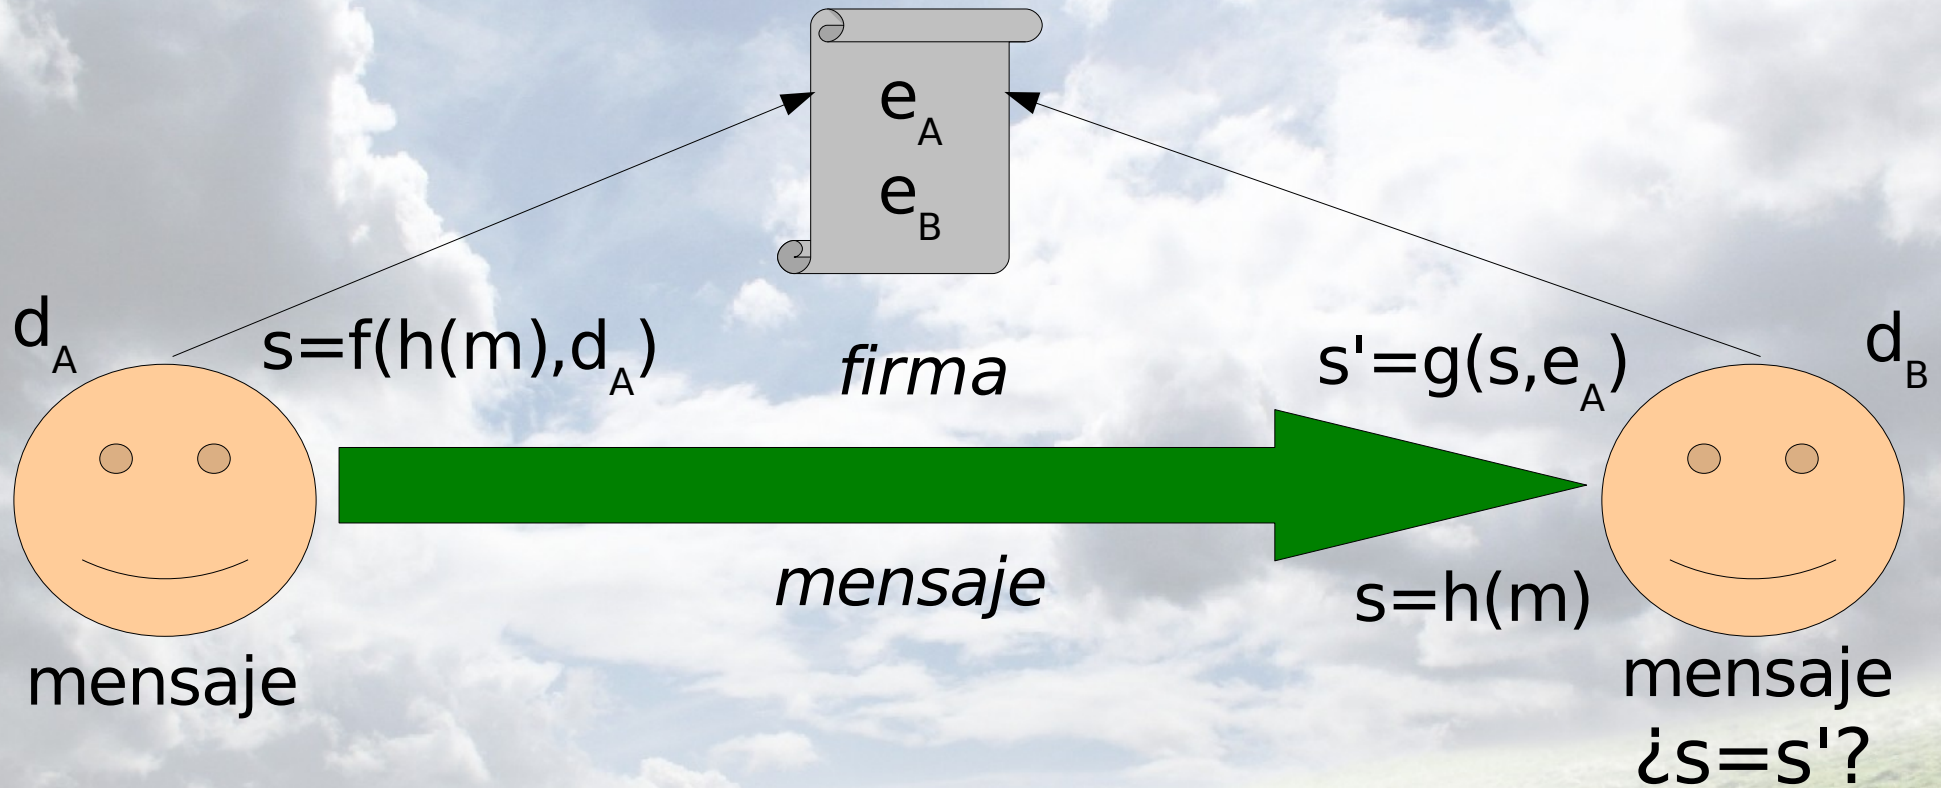 e_A
e_B
d_A
s=f(h(m),d_A)
firma
s'=g(s,e_A)
d_B
mensaje
s=h(m)
mensaje
mensaje
¿s=s'?